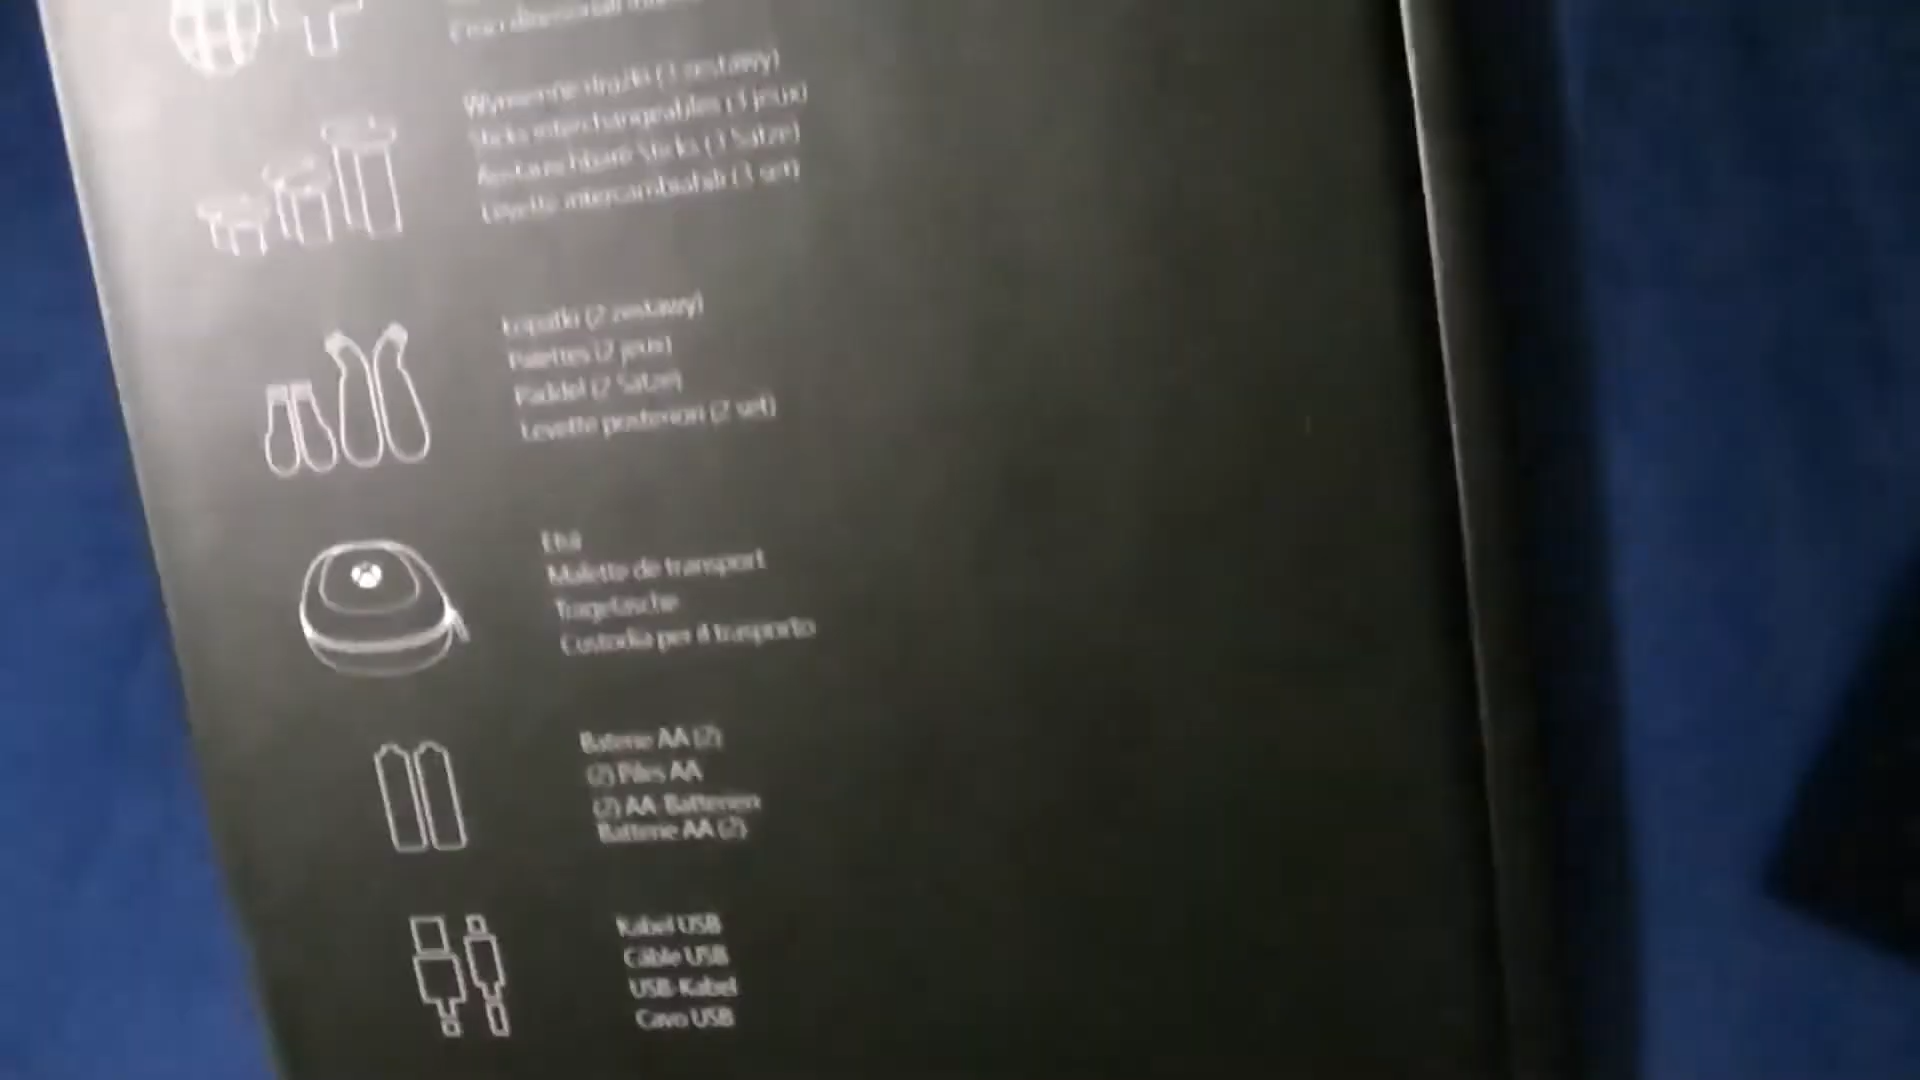 Wymienne drążki (3 zestawy)
Sticks interchangeables (3 jeux)
Austauschbare Sticks (3 Sätze)
Levette intercambiabili (3 set)
Łopatki (2 zestawy)
Palettes (2 jeux)
Paddel (2 Sätze)
Levette posteriori (2 set)
Etui
Malette de transport
Tragetasche
Custodia per il trasporto
Baterie AA (2)
(2) Piles AA
(2) AA-Batterien
Batterie AA (2)
Kabel USB
Câble USB
USB-Kabel
Cavo USB